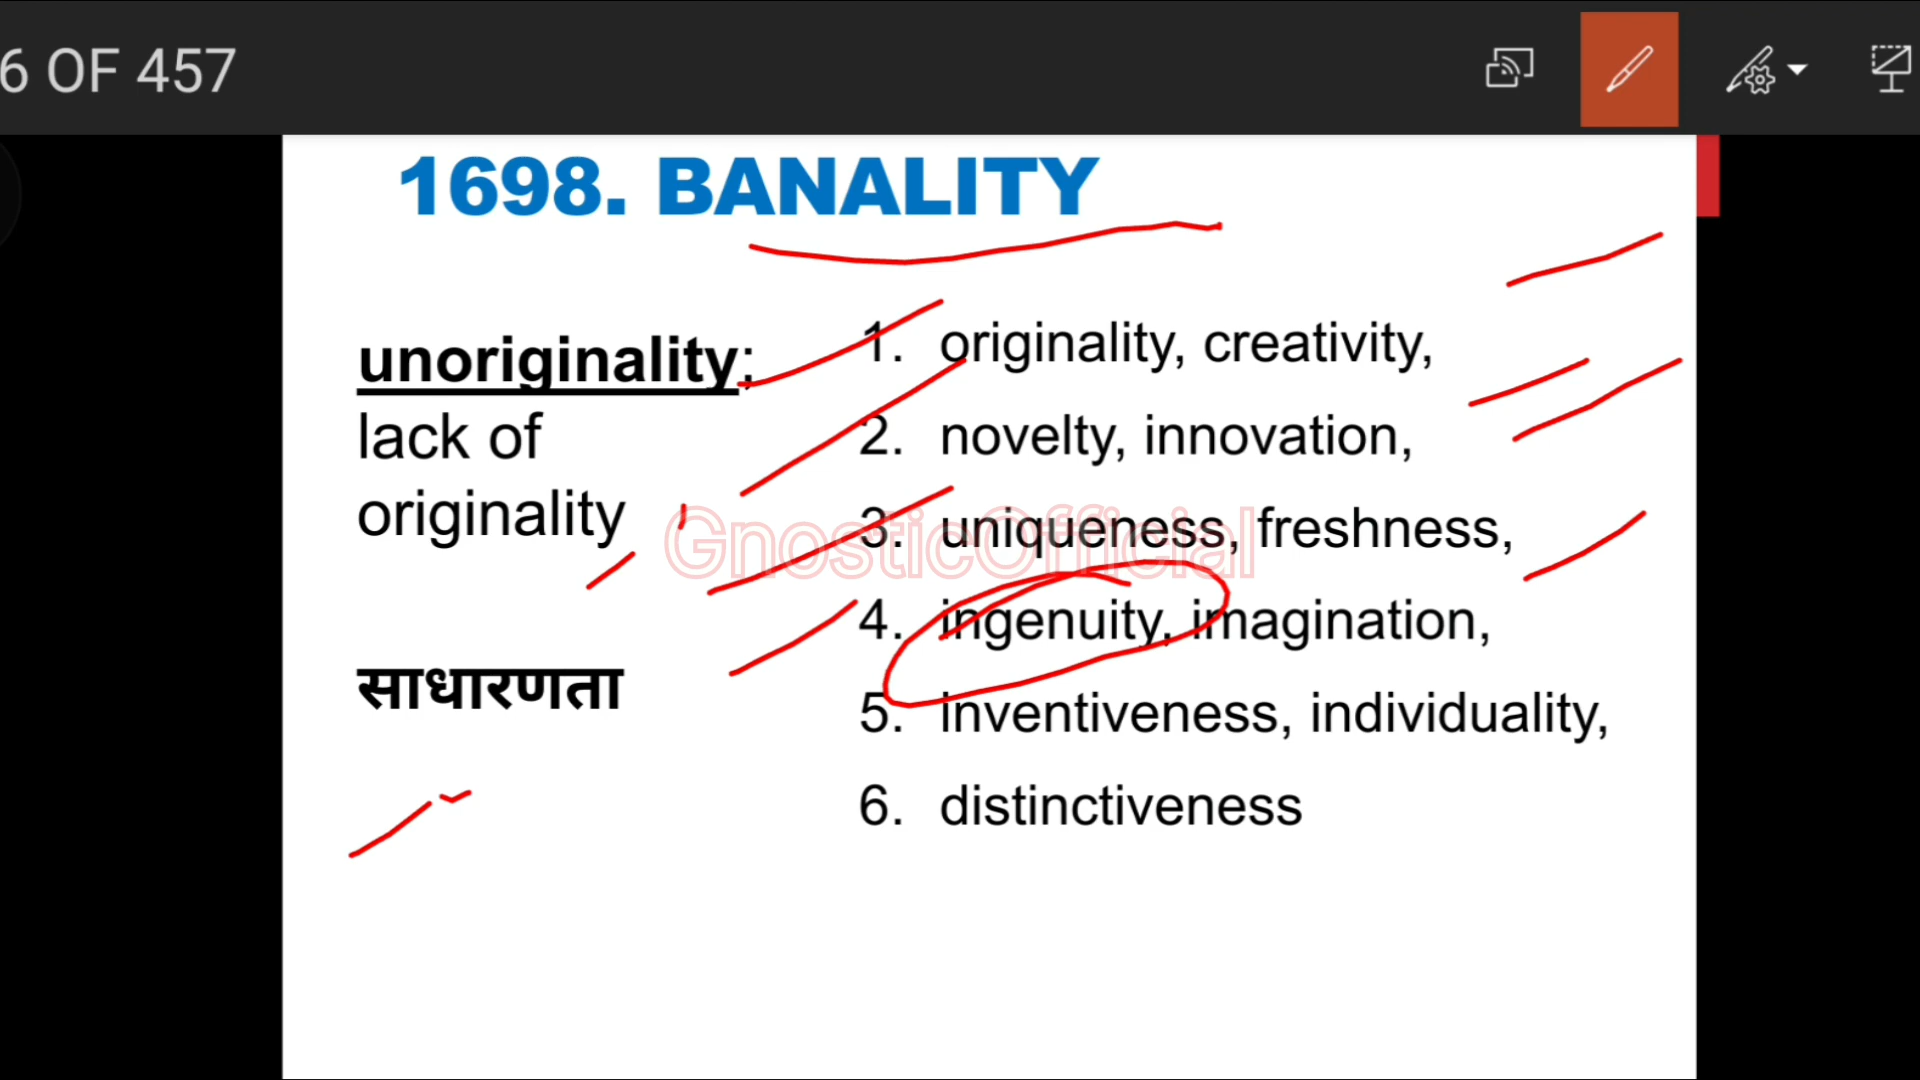 6 OF 457
1698. BANALITY
unoriginality;
lack of
originality
साधारणता
1. originality, creativity,
2. novelty, innovation,
3. uniqueness, freshness,
4. ingenuity, imagination,
5. inventiveness, individuality,
6. distinctiveness
GnosticOfficial